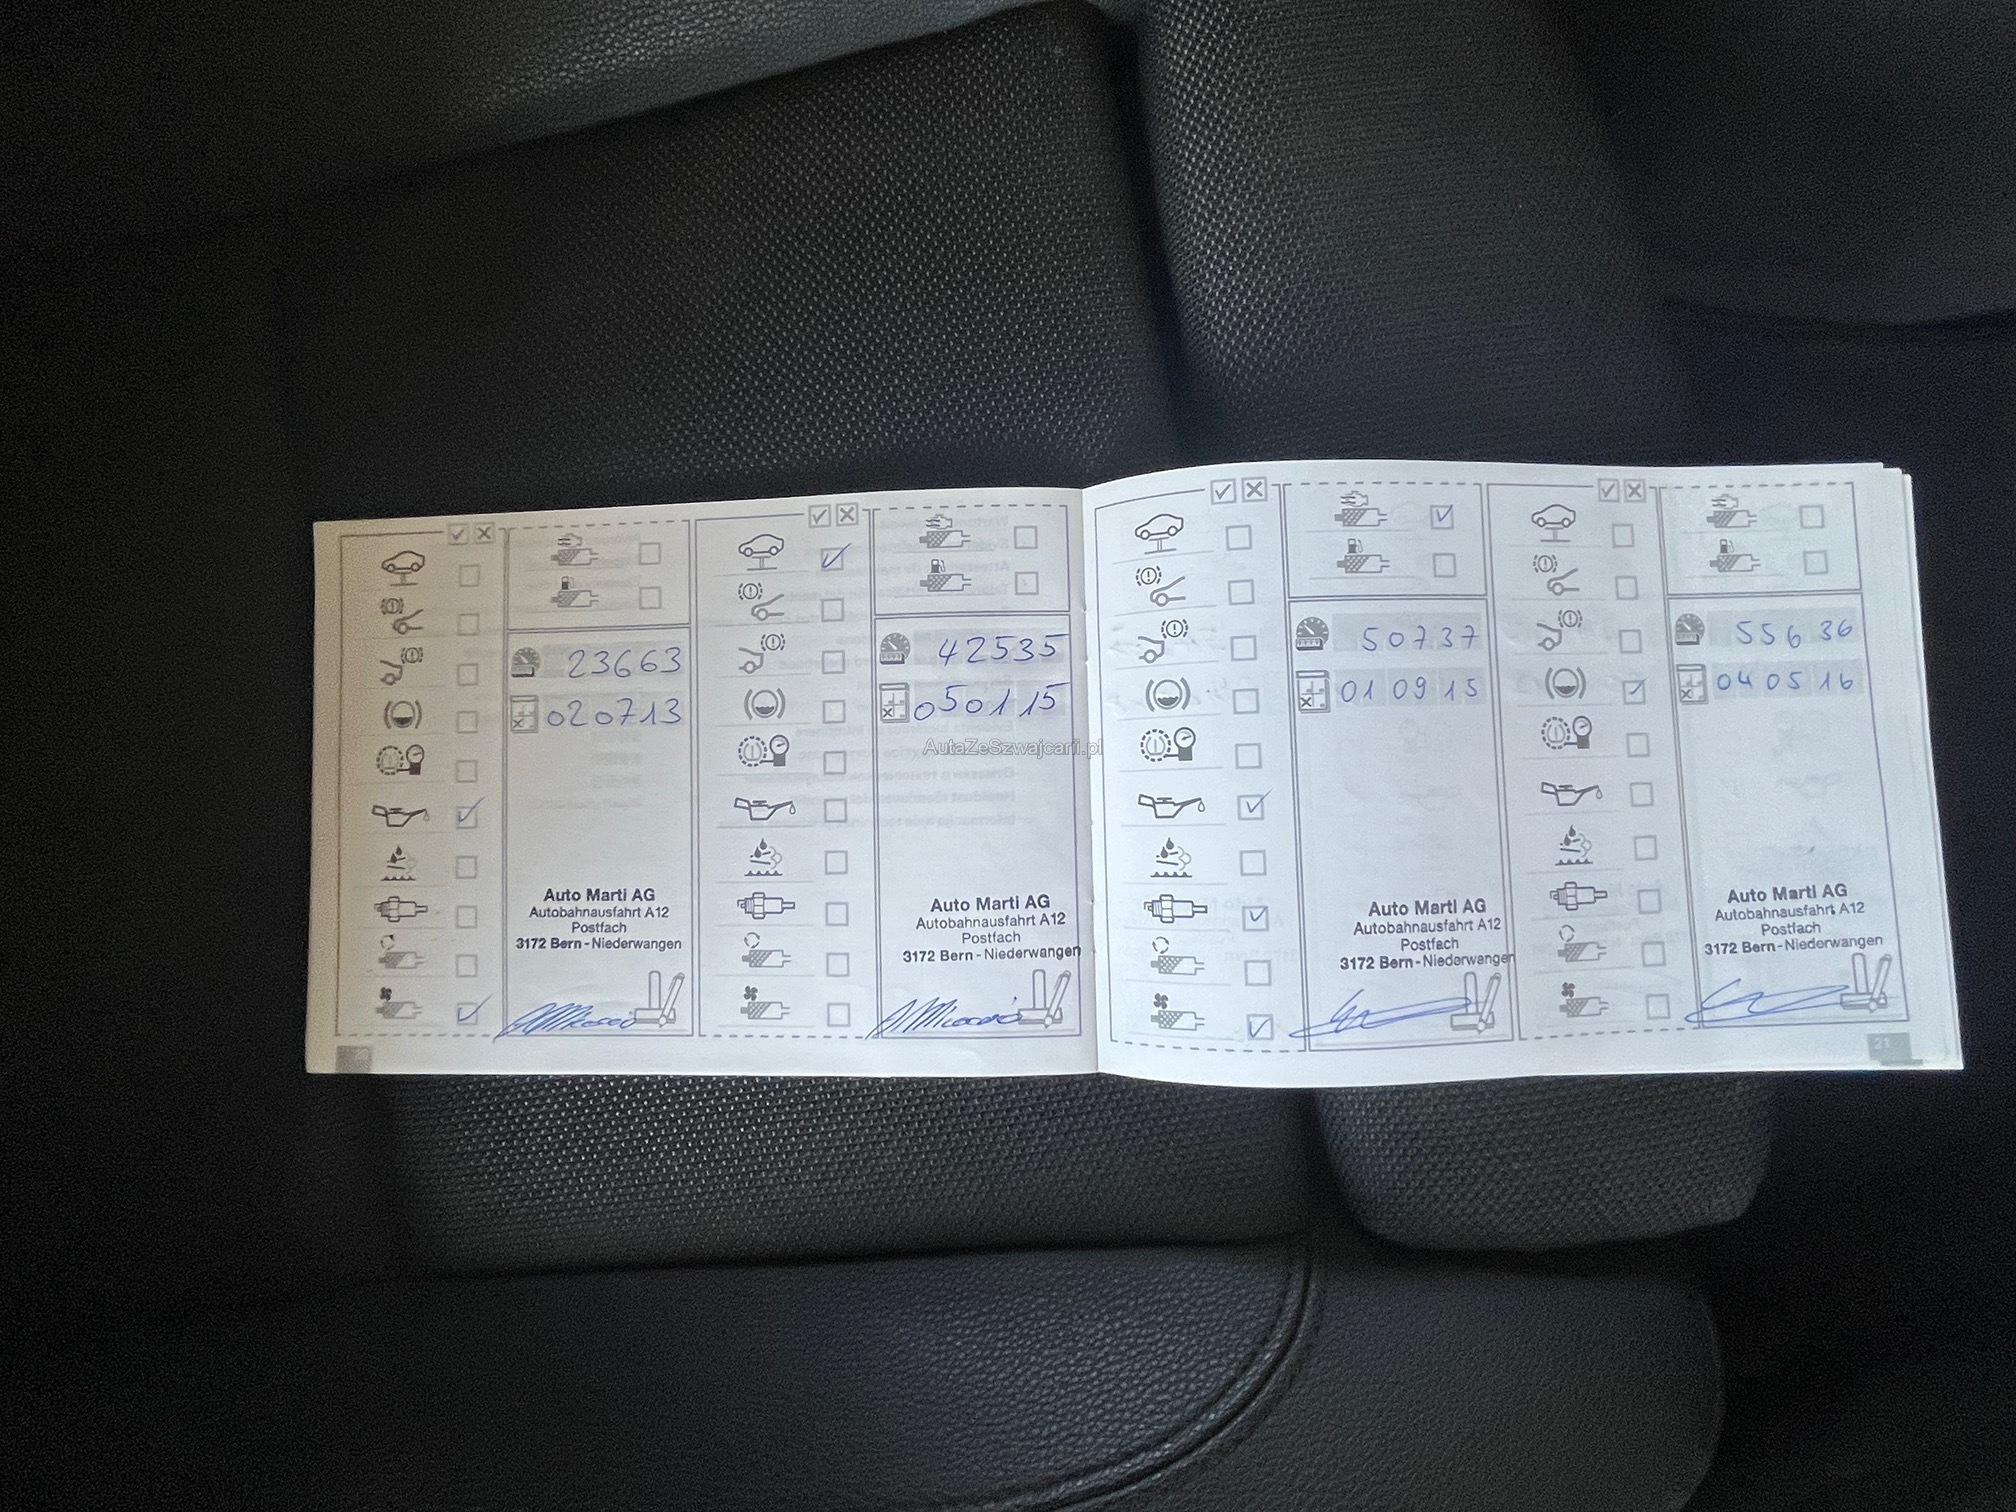 23663
020713
Auto Marti AG
Autobahnausfahrt A12
Postfach
3172 Bern - Niederwangen
42535
050115
Auto Marti AG
Autobahnausfahrt A12
Postfach
3172 Bern - Niederwangen
AutaZeSzwajcarii.pl
50737
010915
Auto Marti AG
Autobahnausfahrt A12
Postfach
3172 Bern - Niederwangen
55636
040516
Auto Marti AG
Autobahnausfahrt A12
Postfach
3172 Bern - Niederwangen
21